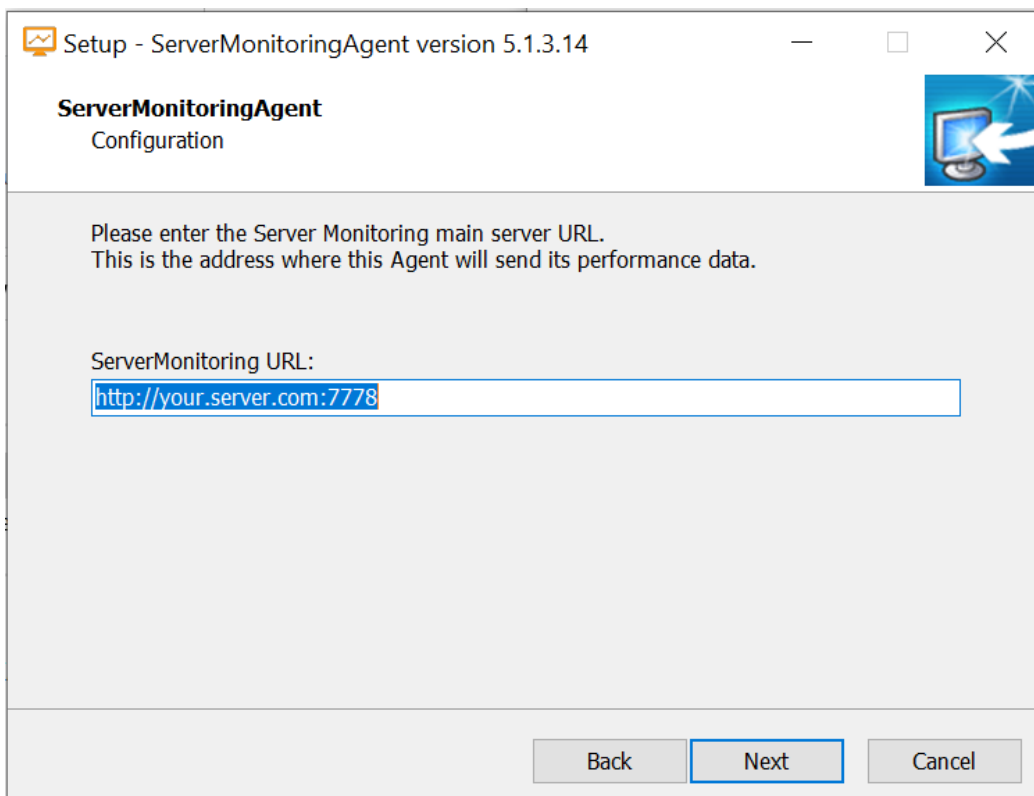 Setup - ServerMonitoringAgent version 5.1.3.14
ServerMonitoringAgent
Configuration
Please enter the Server Monitoring main server URL.
This is the address where this Agent will send its performance data.
ServerMonitoring URL:
http://your.server.com:7778
Back Next Cancel